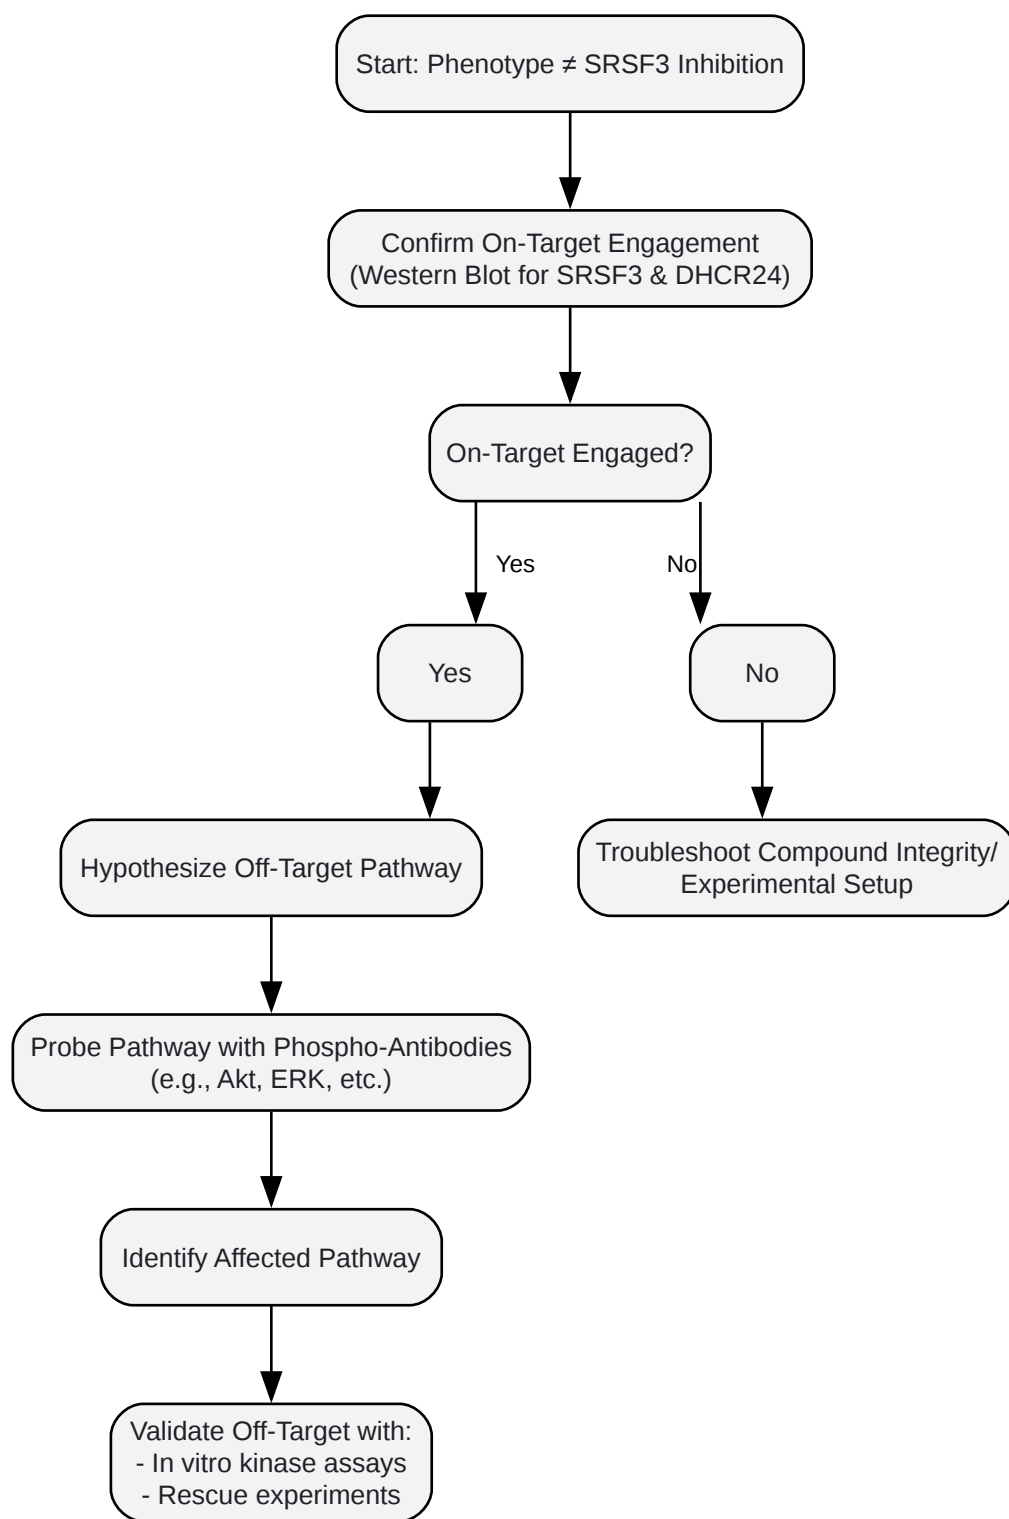 Start: Phenotype ≠ SRSF3 Inhibition
Confirm On-Target Engagement
(Western Blot for SRSF3 & DHCR24)
On-Target Engaged?
Yes
No
Yes
No
Hypothesize Off-Target Pathway
Troubleshoot Compound Integrity/
Experimental Setup
Probe Pathway with Phospho-Antibodies
(e.g., Akt, ERK, etc.)
Identify Affected Pathway
Validate Off-Target with:
- In vitro kinase assays
- Rescue experiments